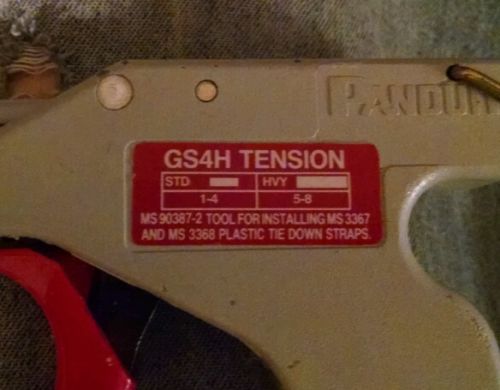 GS4H TENSION
STD HVY
1-4 5-8
MS 90387-2 TOOL FOR INSTALLING MS 3367
AND MS 3368 PLASTIC TIE DOWN STRAPS.